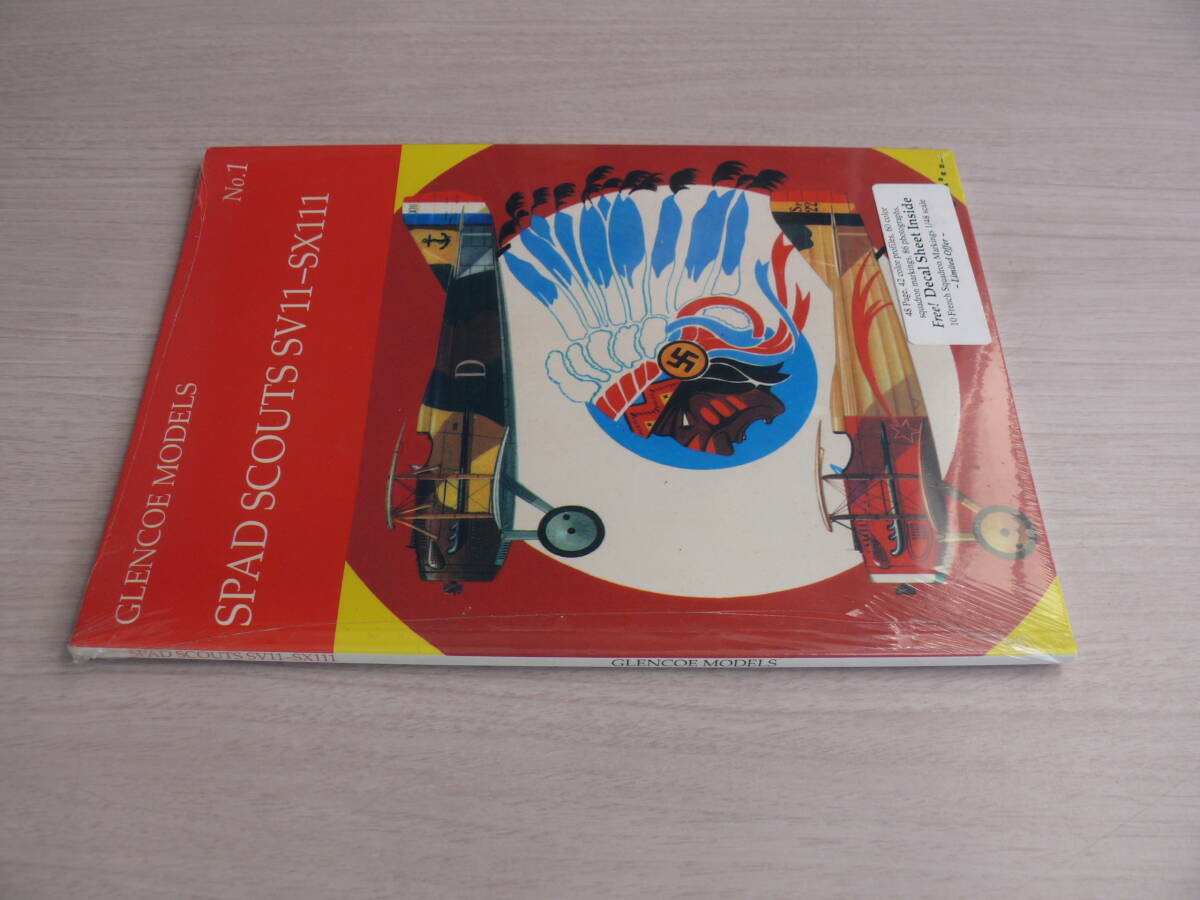 GLENCOE MODELS
SPAD SCOUTS SV11–SX111
No.1
D
48 Page, 42 color profiles, 60 color
squadron markings, 86 photographs.
Free! Decal Sheet Inside
10 French Squadron Markings 1/48 scale
- Limited Offer -
SPAD SCOUTS SV11–SX111
GLENCOE MODELS